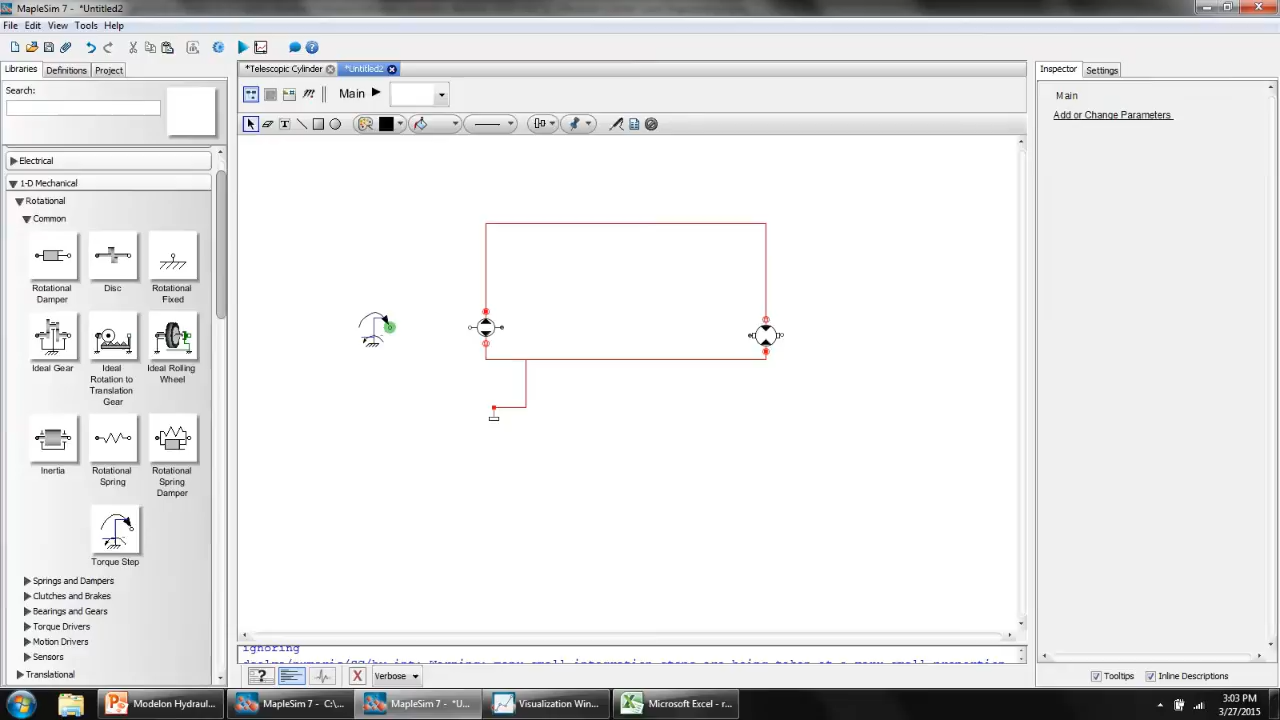 MapleSim 7 - *Untitled2
File Edit View Tools Help
Libraries Definitions Project
*Telescopic Cylinder *Untitled2
Inspector Settings
Search:
Main
Main
Add or Change Parameters
Electrical
1-D Mechanical
Rotational
Common
Rotational Damper
Disc
Rotational Fixed
Ideal Gear
Ideal Rotation to Translation Gear
Ideal Rolling Wheel
Inertia
Rotational Spring
Rotational Spring Damper
Torque Step
Springs and Dampers
Clutches and Brakes
Bearings and Gears
Torque Drivers
Motion Drivers
Sensors
Translational
ignoring
Verbose
Tooltips Inline Descriptions
Modelon Hydraul...
MapleSim 7 - C:\...
MapleSim 7 - *U...
Visualization Win...
Microsoft Excel - r...
3:03 PM
3/27/2015